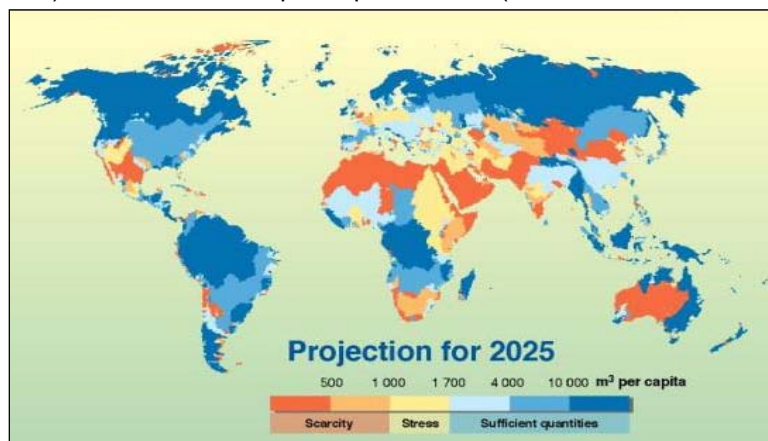 Projection for 2025
500 1 000 1 700 4 000 10 000 m³ per capita
Scarcity Stress Sufficient quantities